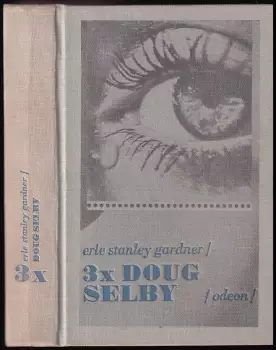 erle stanley gardner /
DOUG SELBY
3x
erle stanley gardner /
3x DOUG
SELBY
/ odeon /